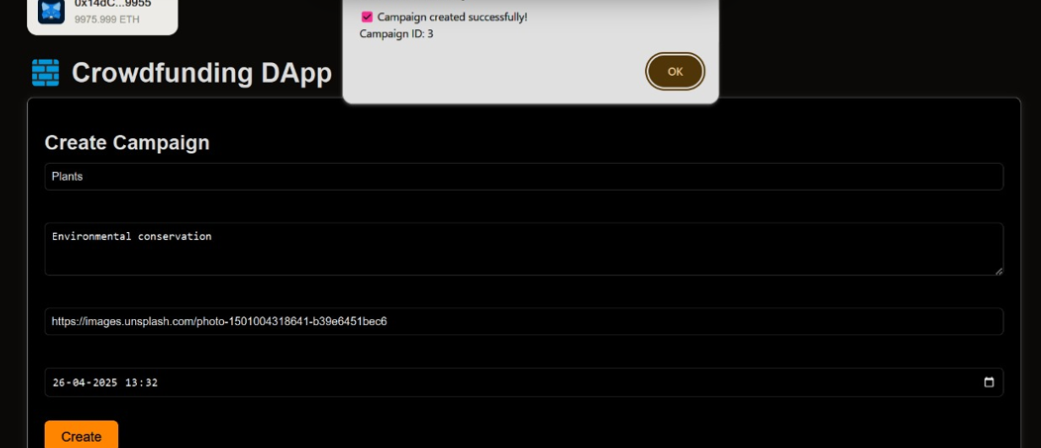 0x14dC...9955
9975.999 ETH
Campaign created successfully!
Campaign ID: 3
OK
Crowdfunding DApp
Create Campaign
Plants
Environmental conservation
https://images.unsplash.com/photo-1501004318641-b39e6451bec6
26-04-2025 13:32
Create